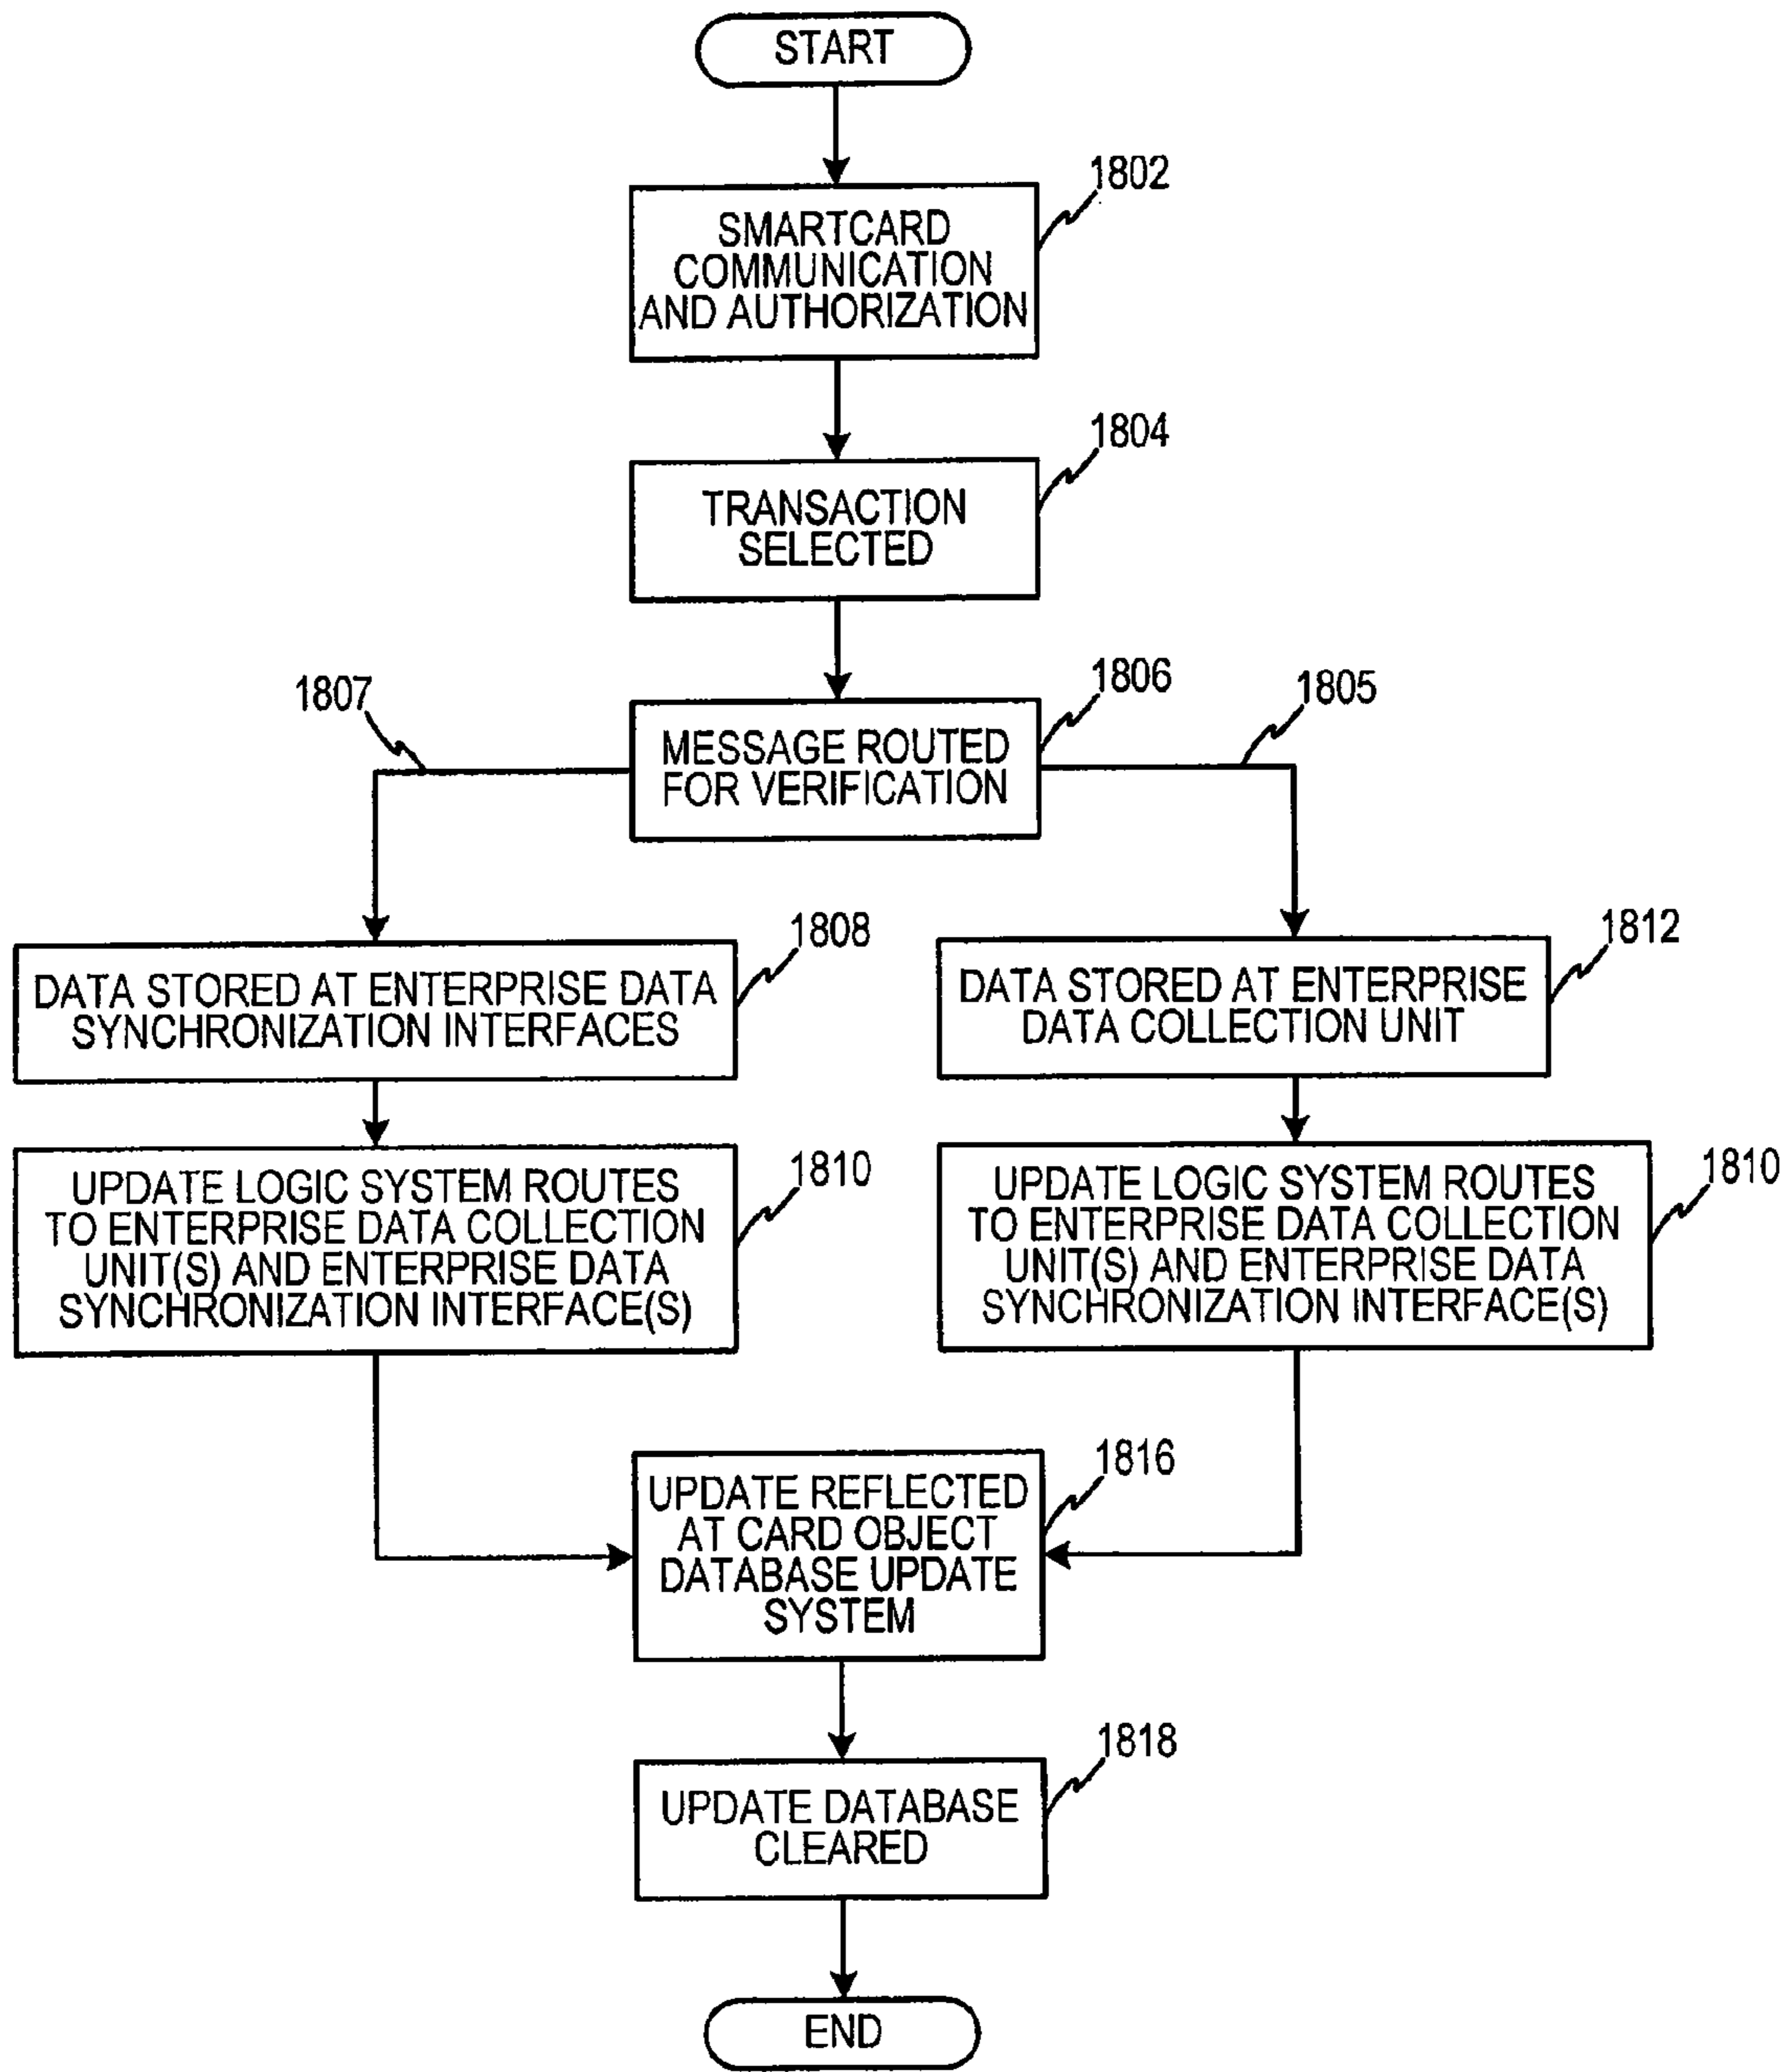 START
1802
SMARTCARD
COMMUNICATION
AND AUTHORIZATION
1804
TRANSACTION
SELECTED
1807
1806
1805
MESSAGE ROUTED
FOR VERIFICATION
1808
DATA STORED AT ENTERPRISE DATA
SYNCHRONIZATION INTERFACES
1812
DATA STORED AT ENTERPRISE
DATA COLLECTION UNIT
1810
UPDATE LOGIC SYSTEM ROUTES
TO ENTERPRISE DATA COLLECTION
UNIT(S) AND ENTERPRISE DATA
SYNCHRONIZATION INTERFACE(S)
1810
UPDATE LOGIC SYSTEM ROUTES
TO ENTERPRISE DATA COLLECTION
UNIT(S) AND ENTERPRISE DATA
SYNCHRONIZATION INTERFACE(S)
1816
UPDATE REFLECTED
AT CARD OBJECT
DATABASE UPDATE
SYSTEM
1818
UPDATE DATABASE
CLEARED
END